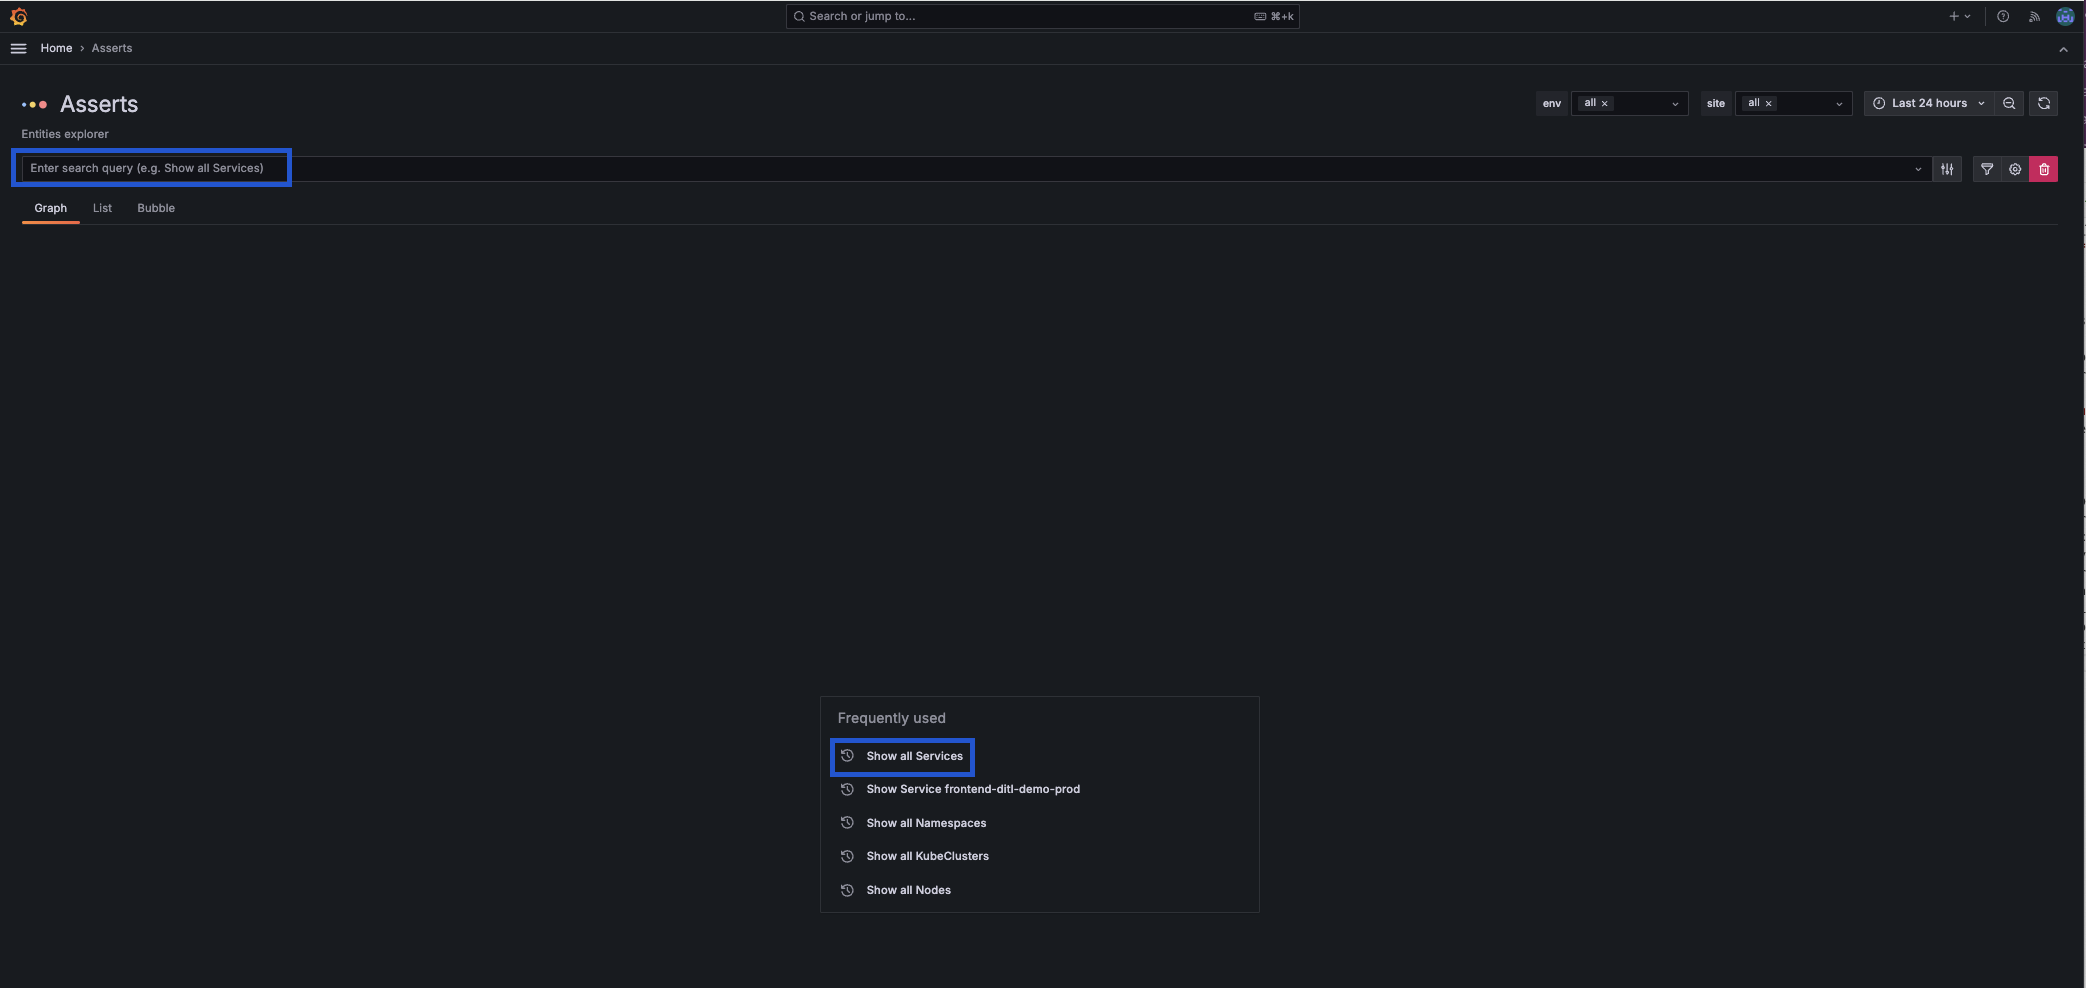 Search or jump to...
⌘+k
Home › Asserts
Asserts
env
all ×
site
all ×
Last 24 hours
Entities explorer
Enter search query (e.g. Show all Services)
Graph
List
Bubble
Frequently used
Show all Services
Show Service frontend-ditl-demo-prod
Show all Namespaces
Show all KubeClusters
Show all Nodes